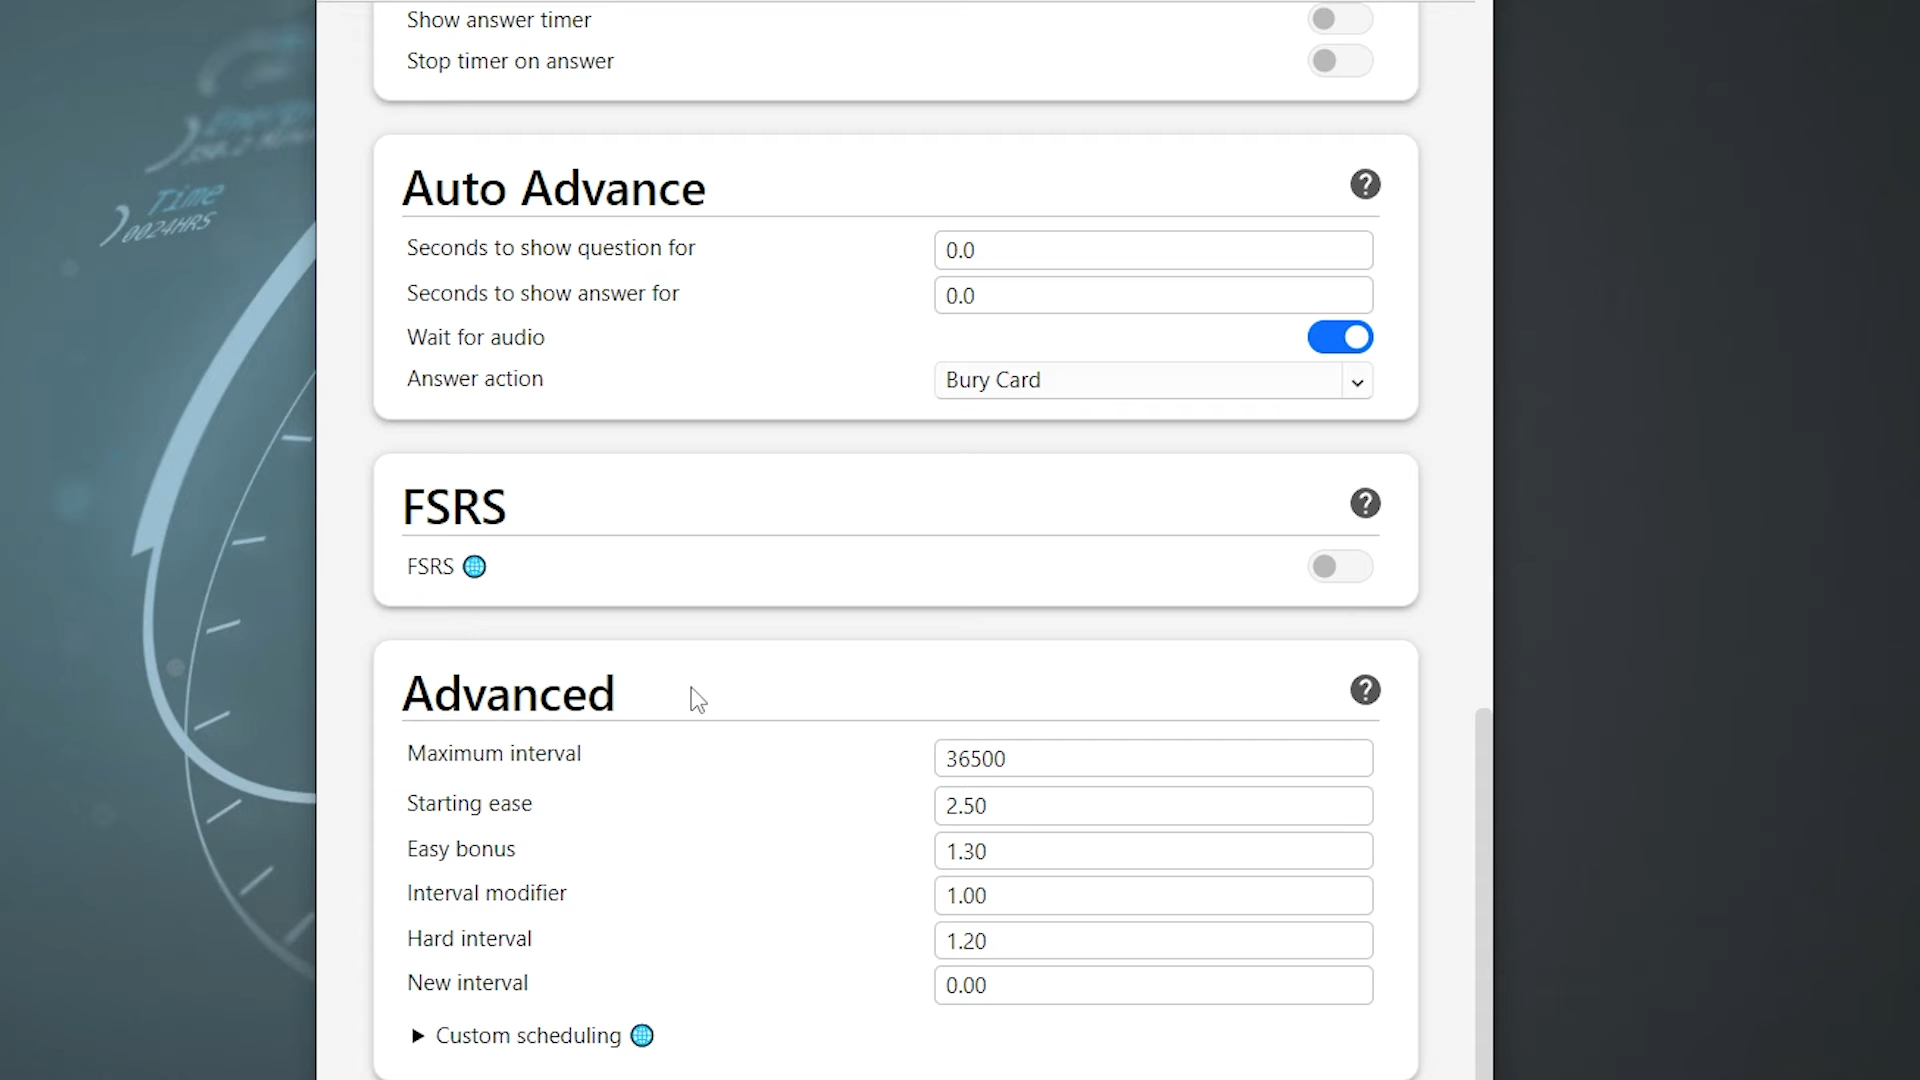 Show answer timer
Stop timer on answer
Time
0024HRS
Auto Advance
Seconds to show question for 0.0
Seconds to show answer for 0.0
Wait for audio
Answer action Bury Card
FSRS
FSRS
Advanced
Maximum interval 36500
Starting ease 2.50
Easy bonus 1.30
Interval modifier 1.00
Hard interval 1.20
New interval 0.00
Custom scheduling